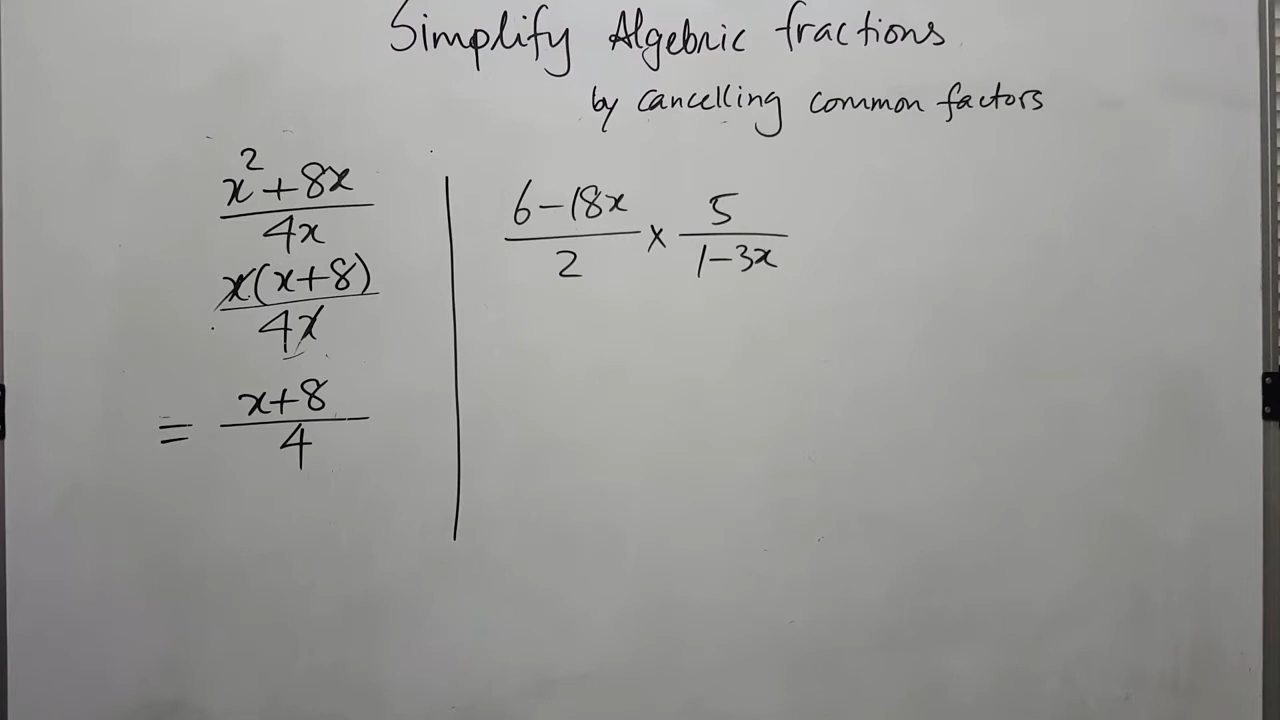 Simplify Algebric fractions
by cancelling common factors
x²+8x
4x
x(x+8)
4x
= x+8
4
6-18x × 5
2 1-3x